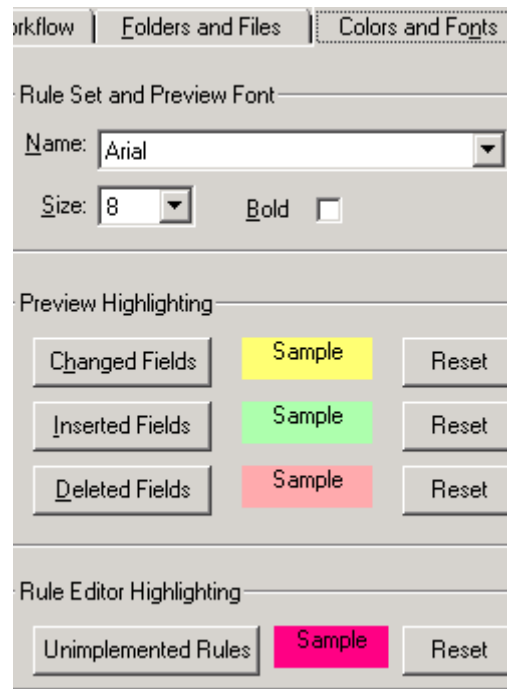 orkflow Folders and Files Colors and Fonts
Rule Set and Preview Font
Name: Arial
Size: 8 Bold
Preview Highlighting
Changed Fields Sample Reset
Inserted Fields Sample Reset
Deleted Fields Sample Reset
Rule Editor Highlighting
Unimplemented Rules Sample Reset